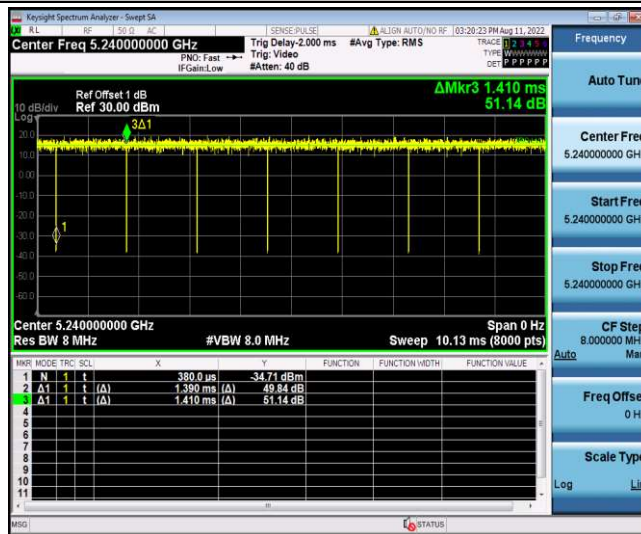 Keysight Spectrum Analyzer - Swept SA
RL RF 50 Ω AC SENSE:PULSE ALIGN AUTO/NO RF 03:20:23 PM Aug 11, 2022
Center Freq 5.240000000 GHz
PNO: Fast
IFGain:Low
Trig Delay-2.000 ms
Trig: Video
#Atten: 40 dB
#Avg Type: RMS
TRACE 1 2 3 4 5 6
TYPE W
DET P P P P P P
Ref Offset 1 dB
10 dB/div Ref 30.00 dBm
Log
ΔMkr3 1.410 ms
51.14 dB
3Δ1
20.0
10.0
0.00
-10.0
-20.0
1
-30.0
-40.0
-50.0
-60.0
Center 5.240000000 GHz Span 0 Hz
Res BW 8 MHz #VBW 8.0 MHz Sweep 10.13 ms (8000 pts)
MKR MODE TRC SCL X Y FUNCTION FUNCTION WIDTH FUNCTION VALUE
1 N 1 t 380.0 µs -34.71 dBm
2 Δ1 1 t (Δ) 1.390 ms (Δ) 49.84 dB
3 Δ1 1 t (Δ) 1.410 ms (Δ) 51.14 dB
4
5
6
7
8
9
10
11
MSG STATUS
Frequency
Auto Tun
Center Fre
5.240000000 GH
Start Fre
5.240000000 GH
Stop Fre
5.240000000 GH
CF Step
8.000000 MH
Auto Ma
Freq Offse
0 H
Scale Type
Log Li